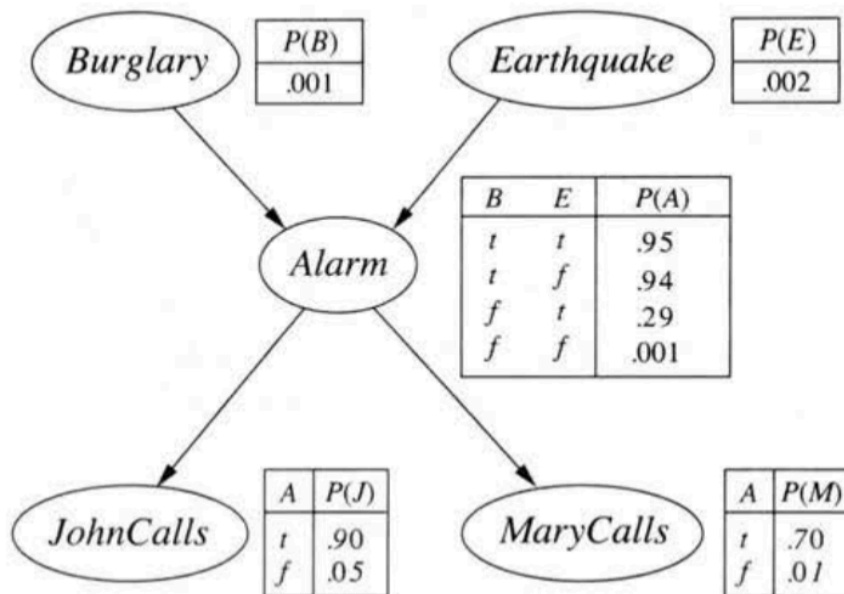 Burglary
P(B)
.001
Earthquake
P(E)
.002
B E P(A)
t t .95
t f .94
f t .29
f f .001
Alarm
JohnCalls
A P(J)
t .90
f .05
MaryCalls
A P(M)
t .70
f .01